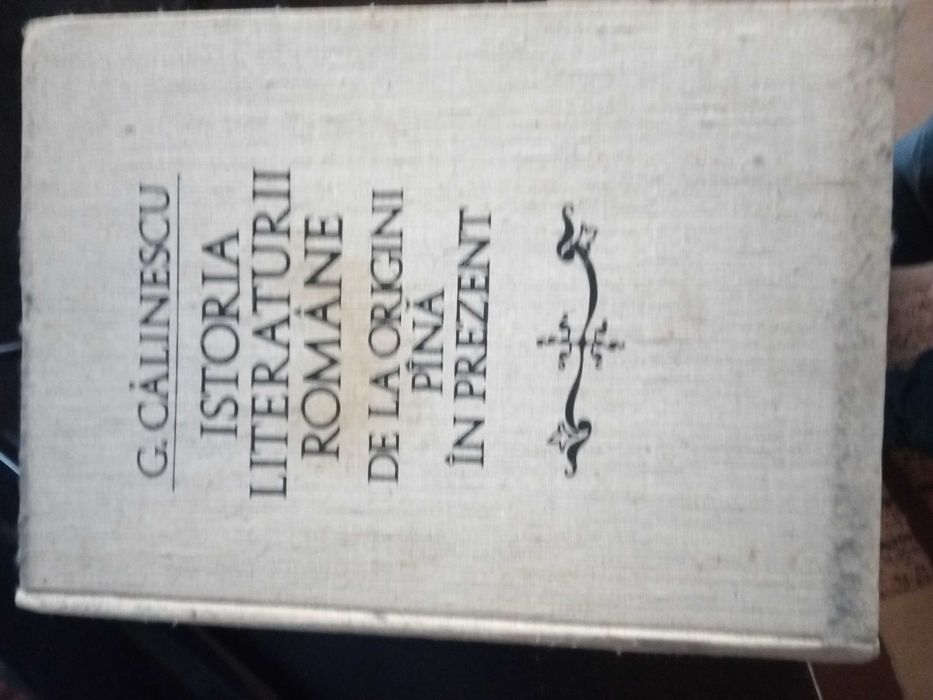 G. CĂLINESCU
ISTORIA
LITERATURII
ROMÂNE
DE LA ORIGINI
PÎNĂ
ÎN PREZENT